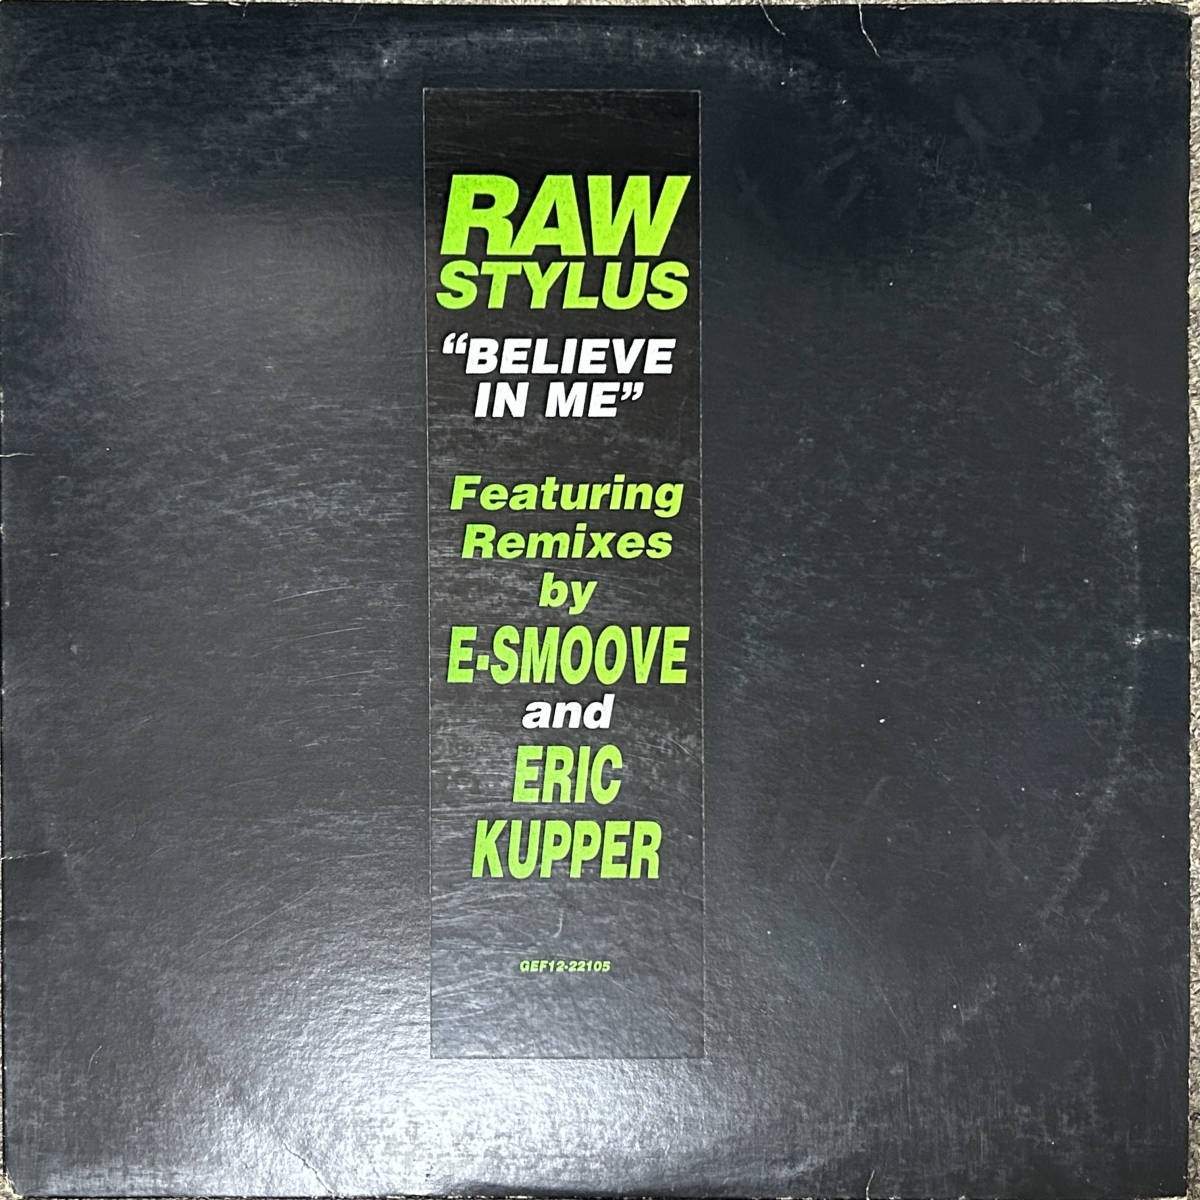 RAW
STYLUS
“BELIEVE
IN ME”
Featuring
Remixes
by
E-SMOOVE
and
ERIC
KUPPER
GEF12-22105